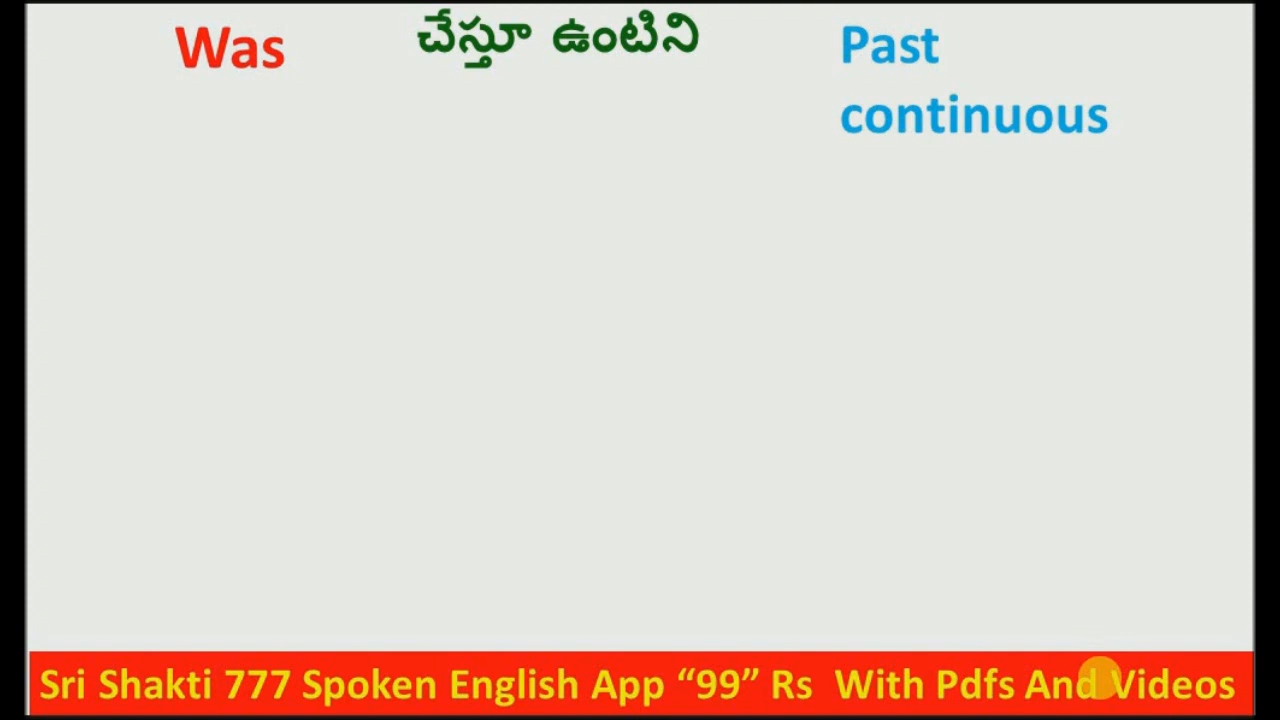 Was చేస్తూ ఉంటిని Past
continuous
Sri Shakti 777 Spoken English App “99” Rs With Pdfs And Videos